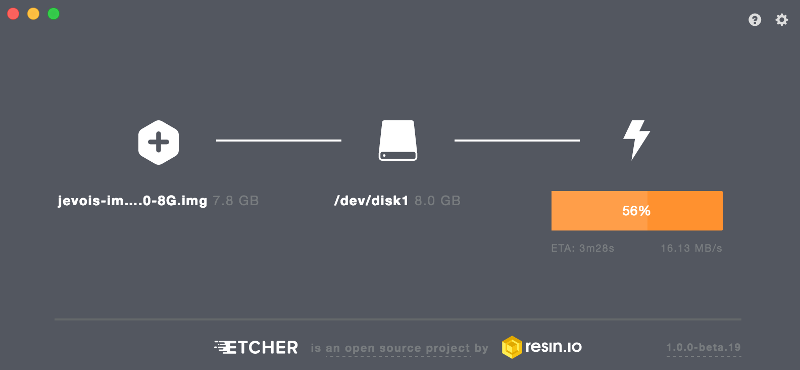 jevois-im....0-8G.img 7.8 GB
/dev/disk1 8.0 GB
56%
ETA: 3m28s 16.13 MB/s
ETCHER is an open source project by resin.io 1.0.0-beta.19